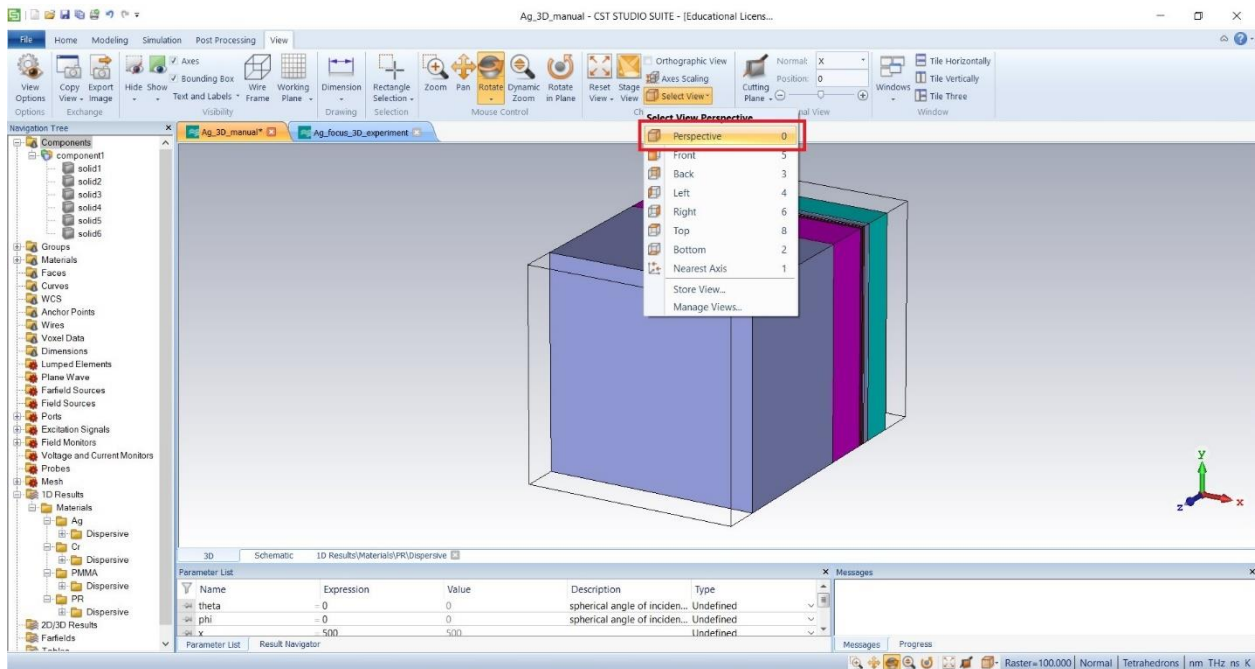 Ag_3D_manual - CST STUDIO SUITE - [Educational Licens...
File Home Modeling Simulation Post Processing View
View Options
Copy View
Export Image
Hide Show
Axes
Bounding Box
Text and Labels
Wire Frame
Working Plane
Dimension
Rectangle Selection
Zoom Pan Rotate Dynamic Zoom Rotate in Plane
Reset View
Stage View
Orthographic View
Axes Scaling
Select View
Cutting Plane
Normal: X
Position: 0
Windows
Tile Horizontally
Tile Vertically
Tile Three
Options Exchange Visibility Drawing Selection Mouse Control Ch nal View Window
Navigation Tree
Components
component1
solid1
solid2
solid3
solid4
solid5
solid6
Groups
Materials
Faces
Curves
WCS
Anchor Points
Wires
Voxel Data
Dimensions
Lumped Elements
Plane Wave
Farfield Sources
Field Sources
Ports
Excitation Signals
Field Monitors
Voltage and Current Monitors
Probes
Mesh
1D Results
Materials
Ag
Dispersive
Cr
Dispersive
PMMA
Dispersive
PR
Dispersive
2D/3D Results
Farfields
Tables
Ag_3D_manual* Ag_focus_3D_experiment
Select View Perspective
Perspective 0
Front 5
Back 3
Left 4
Right 6
Top 8
Bottom 2
Nearest Axis 1
Store View...
Manage Views...
y
z x
3D Schematic 1D Results\Materials\PR\Dispersive
Parameter List
Name Expression Value Description Type
theta = 0 0 spherical angle of inciden... Undefined
phi = 0 0 spherical angle of inciden... Undefined
x = 500 500 Undefined
Parameter List Result Navigator
Messages
Messages Progress
Raster=100.000 Normal Tetrahedrons nm THz ns K